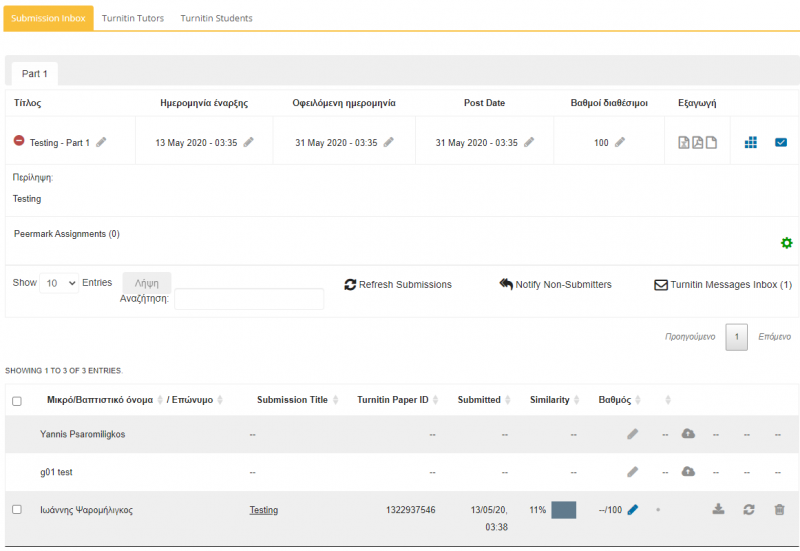 Submission Inbox Turnitin Tutors Turnitin Students
Part 1
Τίτλος Ημερομηνία έναρξης Οφειλόμενη ημερομηνία Post Date Βαθμοί διαθέσιμοι Εξαγωγή
Testing - Part 1 13 May 2020 - 03:35 31 May 2020 - 03:35 31 May 2020 - 03:35 100
Περίληψη:
Testing
Peermark Assignments (0)
Show 10 Entries Λήψη Refresh Submissions Notify Non-Submitters Turnitin Messages Inbox (1)
Αναζήτηση:
Προηγούμενο 1 Επόμενο
SHOWING 1 TO 3 OF 3 ENTRIES.
Μικρό/Βαπτιστικό όνομα / Επώνυμο Submission Title Turnitin Paper ID Submitted Similarity Βαθμός
Yannis Psaromiligkos -- -- -- -- -- -- -- --
g01 test -- -- -- -- -- -- -- --
Ιωάννης Ψαρομήλιγκος Testing 1322937546 13/05/20, 11% --/100
03:38